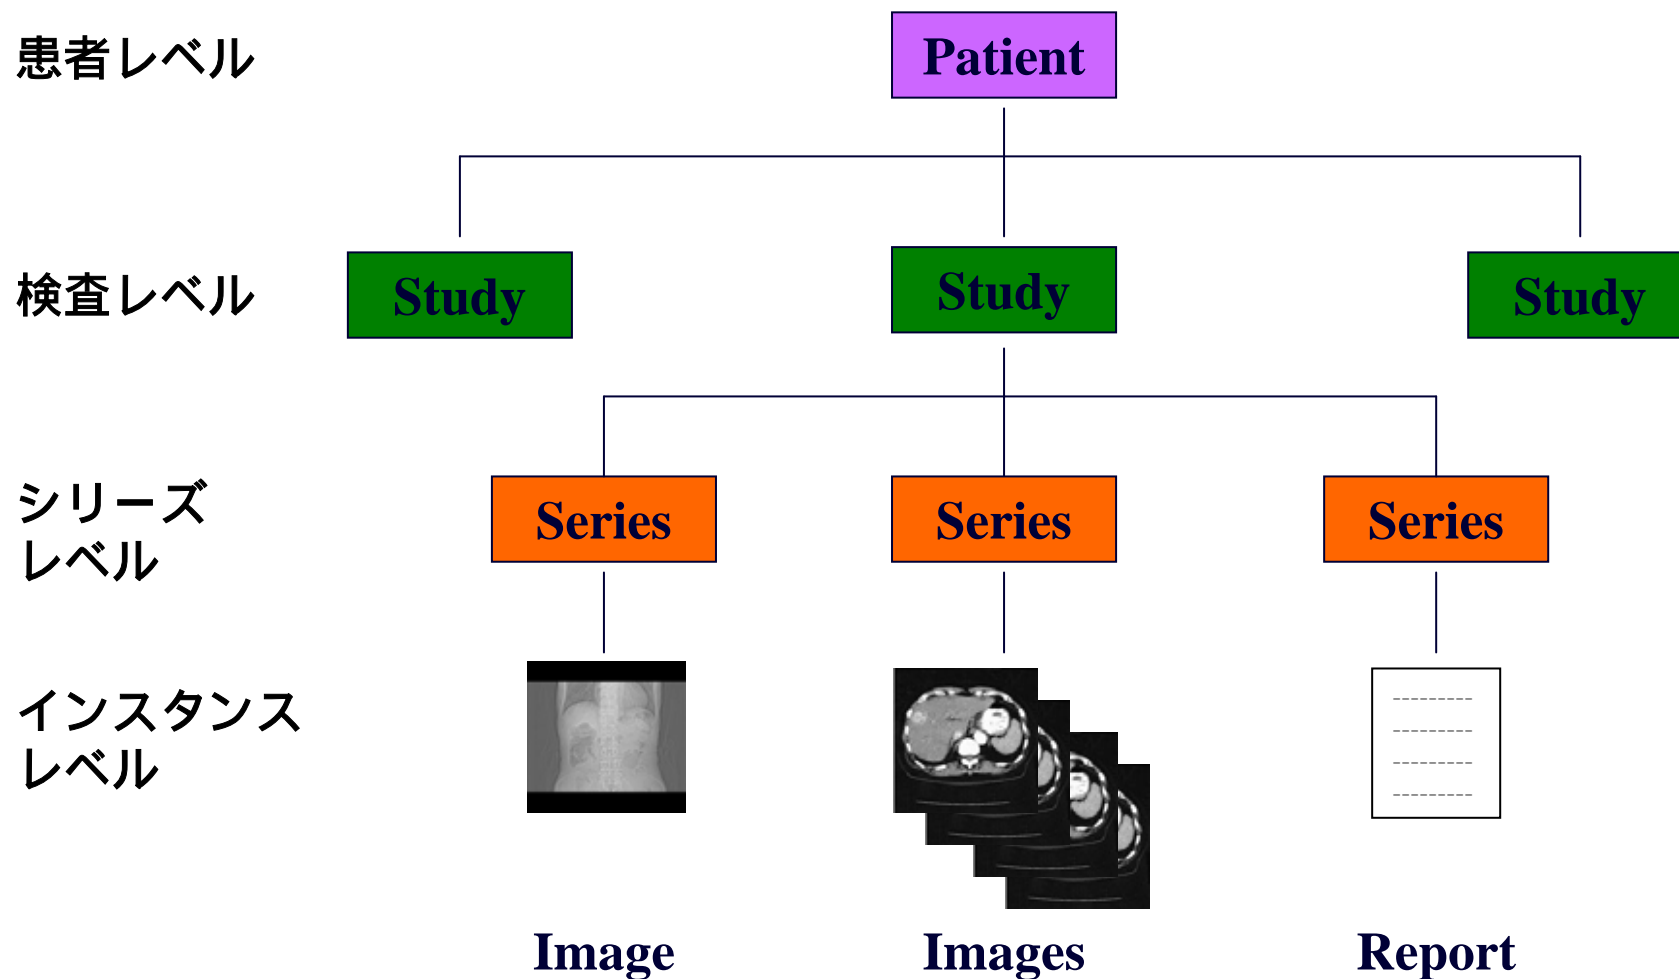 患者レベル
Patient
検査レベル
Study
Study
Study
シリーズ
レベル
Series
Series
Series
インスタンス
レベル
Image
Images
Report